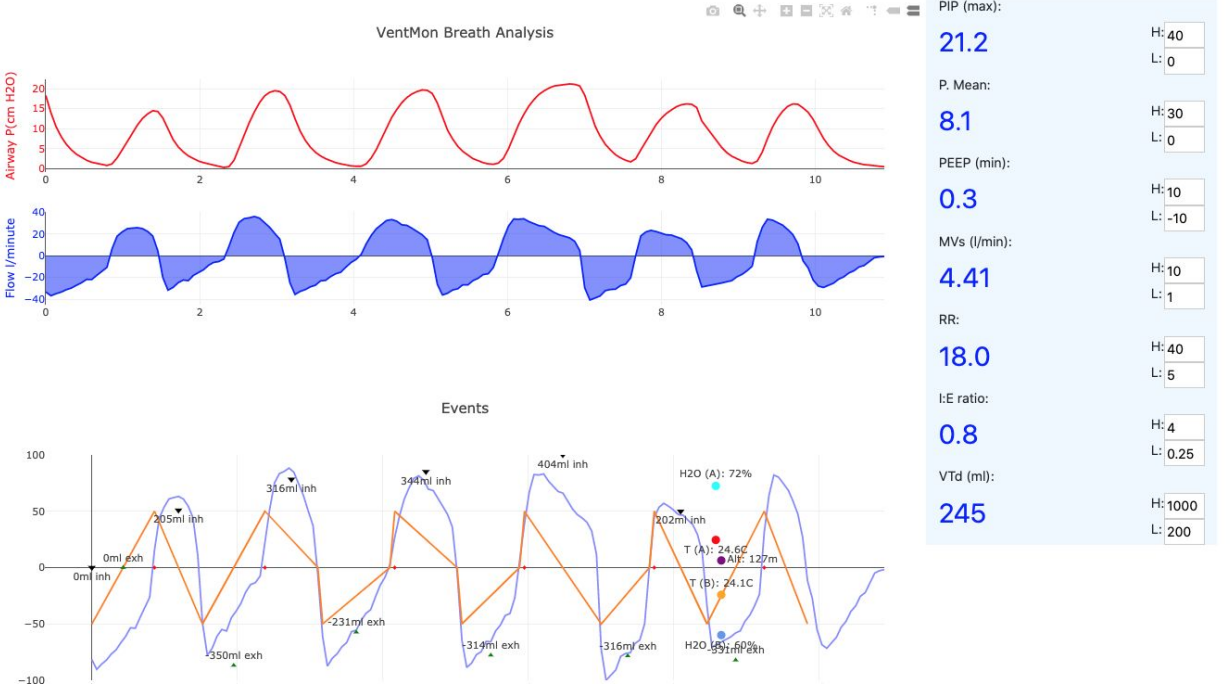 VentMon Breath Analysis
Airway P(cm H2O)
20
15
10
5
0
0 2 4 6 8 10
Flow l/minute
40
20
0
−20
−40
0 2 4 6 8 10
Events
100
50
0
−50
−100
0ml inh
0ml exh
205ml inh
-350ml exh
316ml inh
-231ml exh
344ml inh
-314ml exh
404ml inh
-316ml exh
202ml inh
H2O (A): 72%
T (A): 24.6C
Alt: 127m
T (B): 24.1C
H2O (B): 60%
-331ml exh
PIP (max):
21.2
H: 40
L: 0
P. Mean:
8.1
H: 30
L: 0
PEEP (min):
0.3
H: 10
L: -10
MVs (l/min):
4.41
H: 10
L: 1
RR:
18.0
H: 40
L: 5
I:E ratio:
0.8
H: 4
L: 0.25
VTd (ml):
245
H: 1000
L: 200